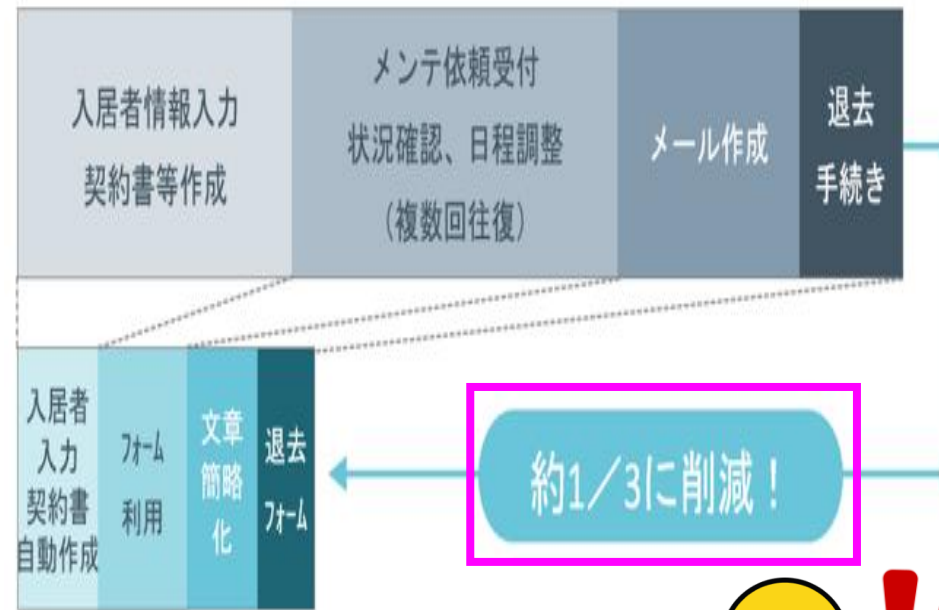 入居者情報入力
契約書等作成
メンテ依頼受付
状況確認、日程調整
（複数回往復）
メール作成
退去
手続き
入居者
入力
契約書
自動作成
ﾌｫｰﾑ
利用
文章
簡略
化
退去
ﾌｫｰﾑ
約1／3に削減！